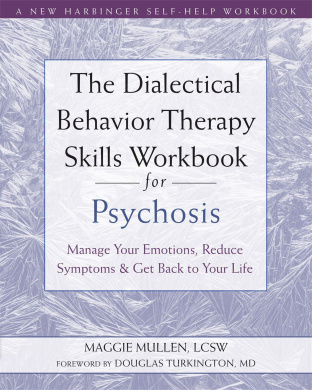 A NEW HARBINGER SELF-HELP WORKBOOK
The Dialectical
Behavior Therapy
Skills Workbook
for
Psychosis
Manage Your Emotions, Reduce
Symptoms & Get Back to Your Life
MAGGIE MULLEN, LCSW
FOREWORD BY DOUGLAS TURKINGTON, MD